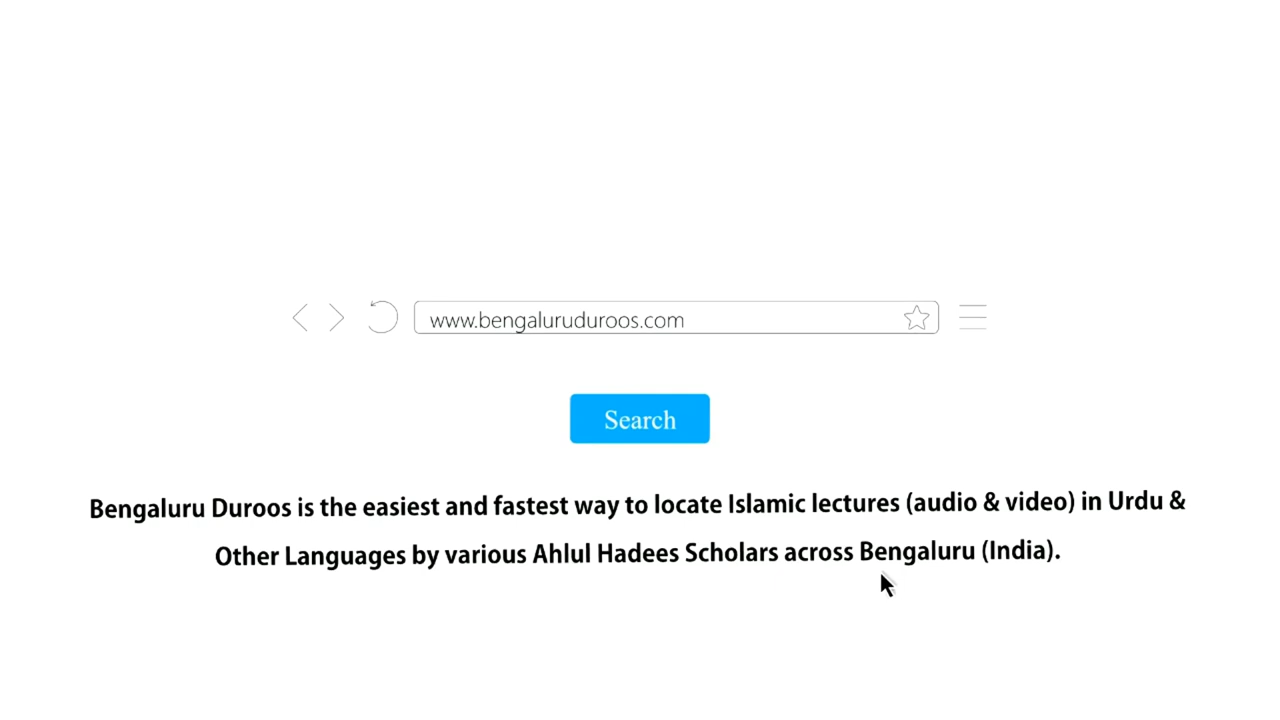 www.bengaluruduroos.com
Search
Bengaluru Duroos is the easiest and fastest way to locate Islamic lectures (audio & video) in Urdu &
Other Languages by various Ahlul Hadees Scholars across Bengaluru (India).